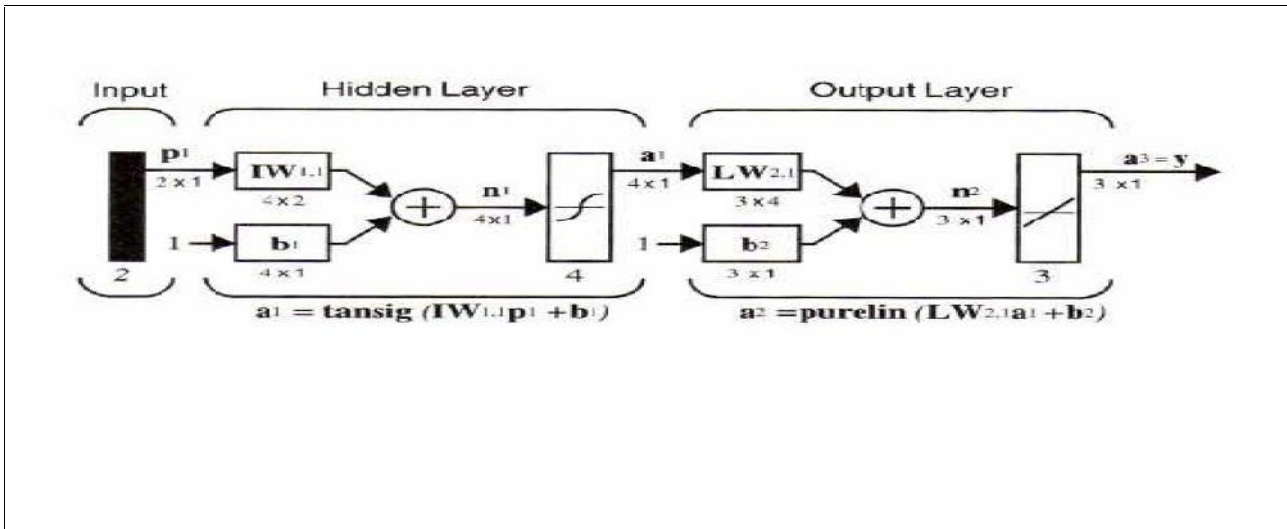 Input Hidden Layer Output Layer
p1 a1 a3 = y
IW1,1 LW2,1
2 x 1 4 x 1 3 x 1
4 x 2 n1 3 x 4 n2
4x1 3 x 1
1 b1 1 b2
2 4 x 1 4 3 x 1 3
a1 = tansig (IW1,1p1 + b1) a2 =purelin (LW2,1a1 +b2)